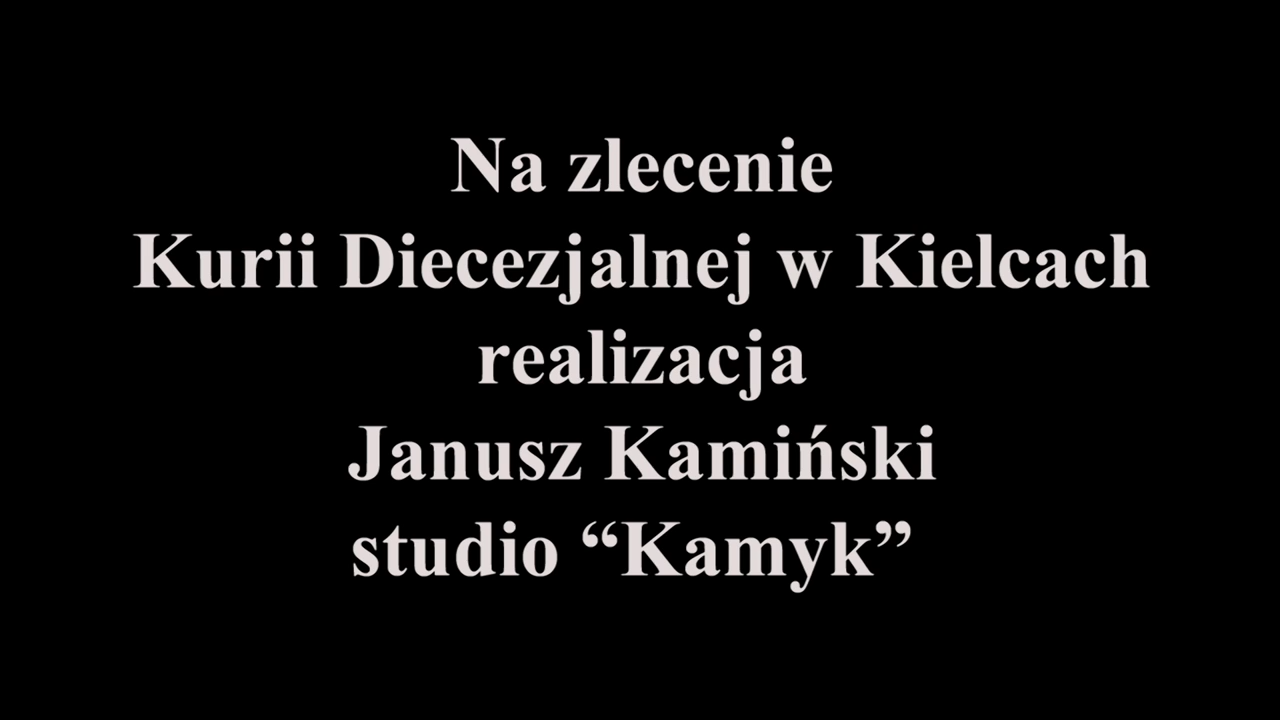 Na zlecenie
Kurii Diecezjalnej w Kielcach
realizacja
Janusz Kamiński
studio “Kamyk”